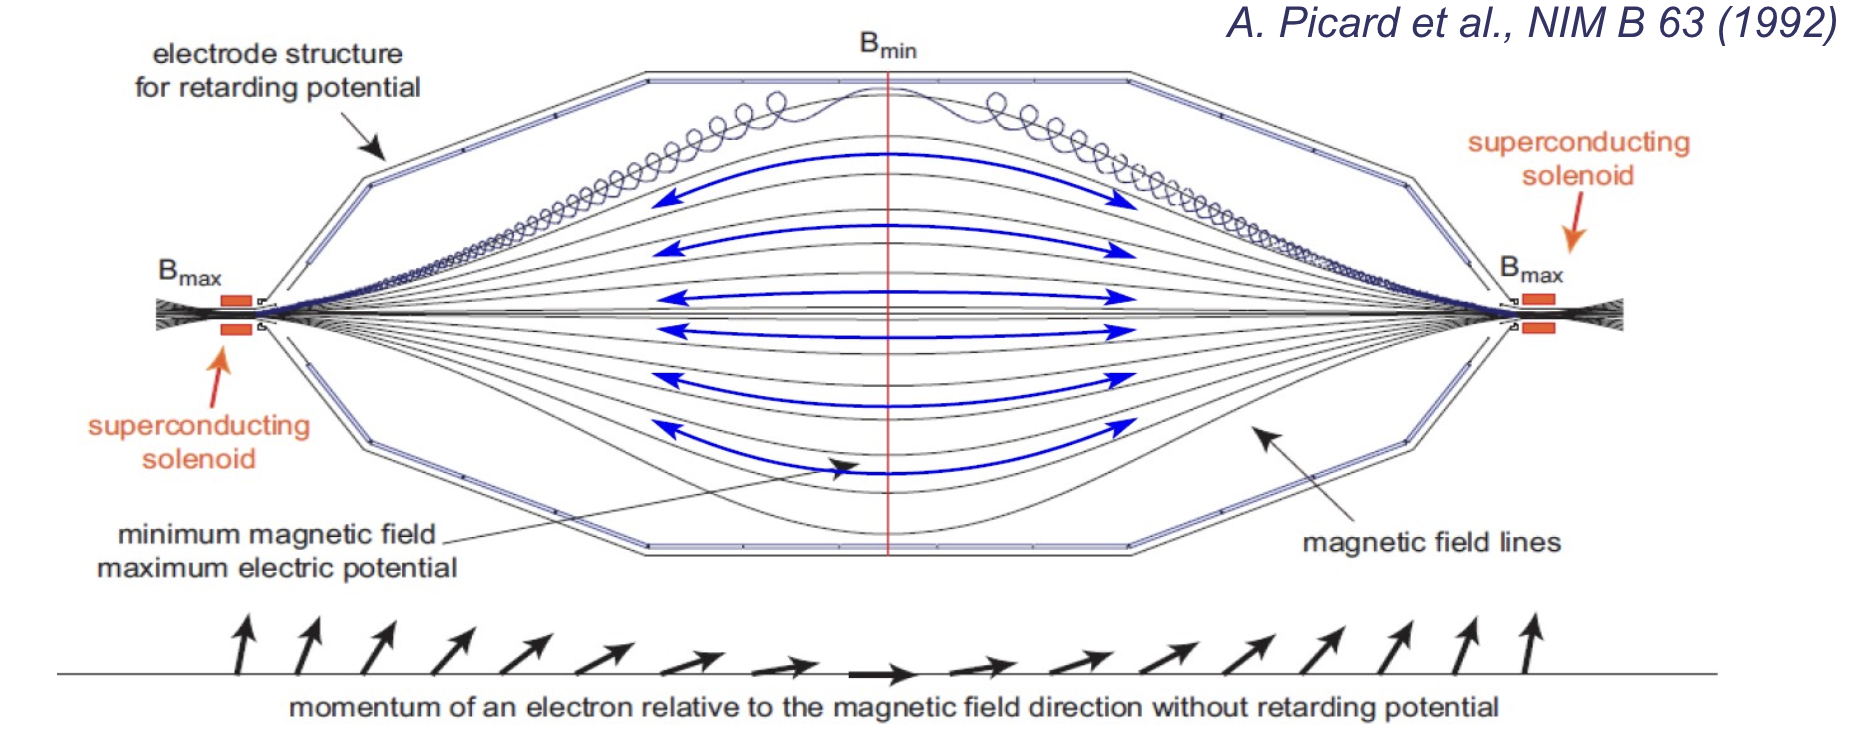 A. Picard et al., NIM B 63 (1992)
electrode structure
for retarding potential
Bmin
superconducting
solenoid
Bmax
Bmax
superconducting
solenoid
minimum magnetic field
maximum electric potential
magnetic field lines
momentum of an electron relative to the magnetic field direction without retarding potential